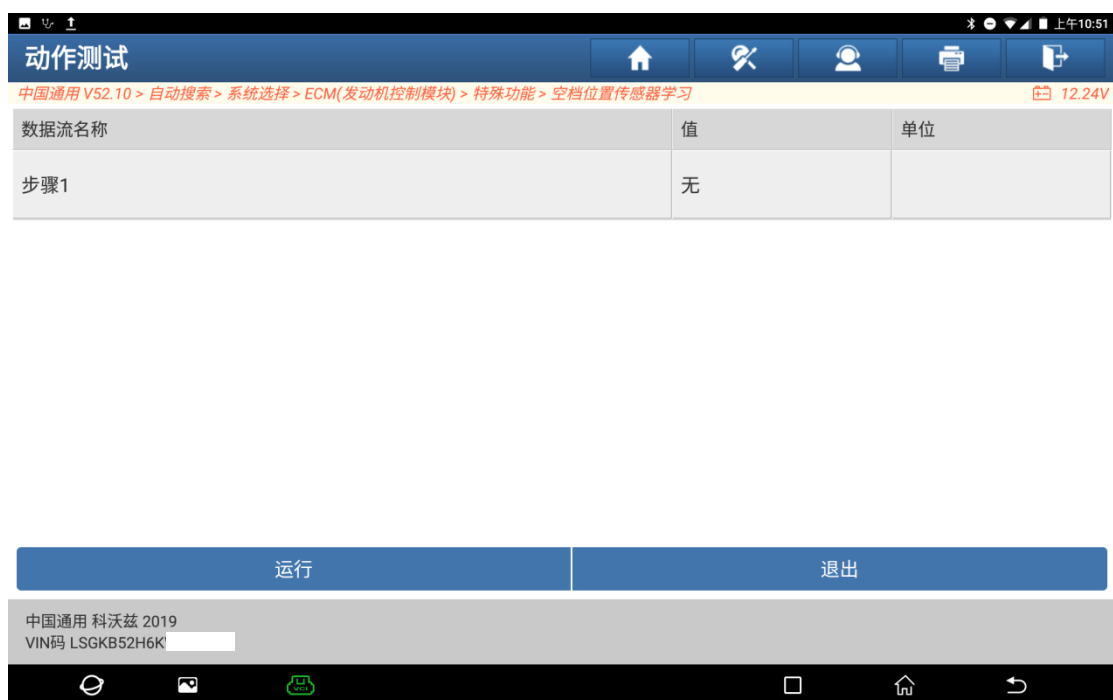 上午10:51
动作测试
中国通用 V52.10 > 自动搜索 > 系统选择 > ECM(发动机控制模块) > 特殊功能 > 空档位置传感器学习 12.24V
数据流名称 值 单位
步骤1 无
运行 退出
中国通用 科沃兹 2019
VIN码 LSGKB52H6K
VCI